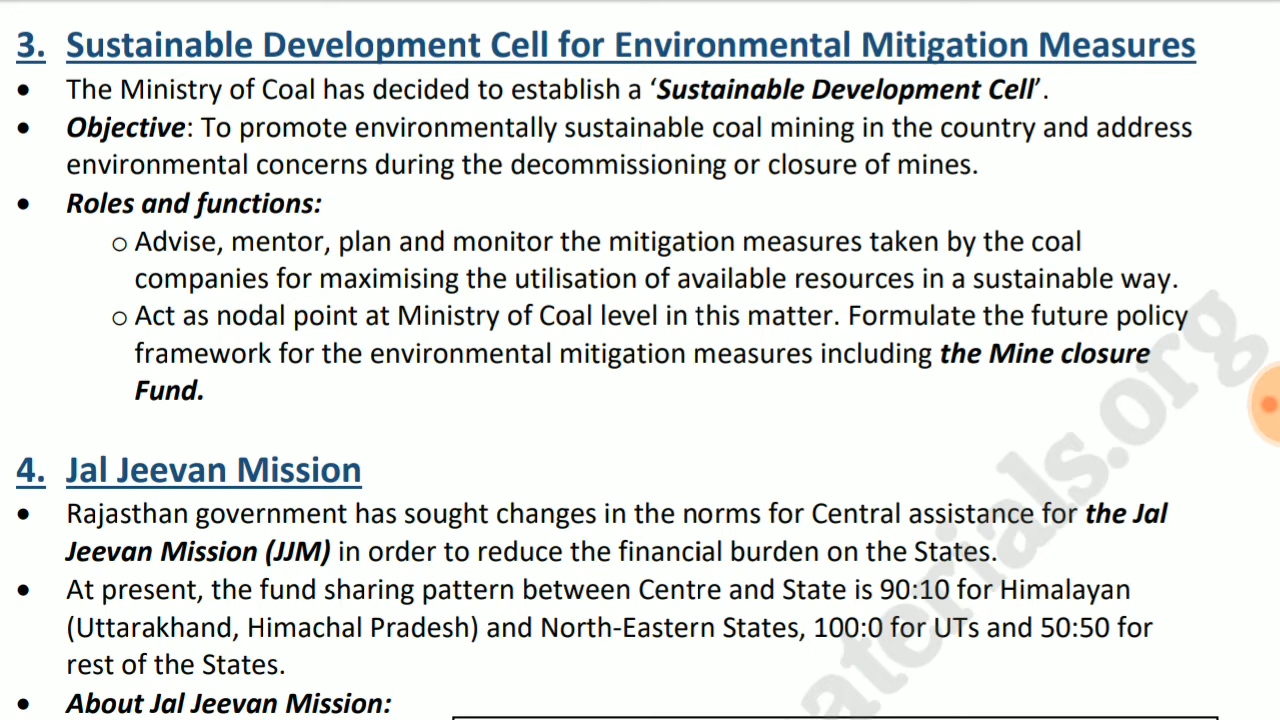 3. Sustainable Development Cell for Environmental Mitigation Measures
• The Ministry of Coal has decided to establish a ‘Sustainable Development Cell’.
• Objective: To promote environmentally sustainable coal mining in the country and address
environmental concerns during the decommissioning or closure of mines.
• Roles and functions:
o Advise, mentor, plan and monitor the mitigation measures taken by the coal
companies for maximising the utilisation of available resources in a sustainable way.
o Act as nodal point at Ministry of Coal level in this matter. Formulate the future policy
framework for the environmental mitigation measures including the Mine closure
Fund.
4. Jal Jeevan Mission
• Rajasthan government has sought changes in the norms for Central assistance for the Jal
Jeevan Mission (JJM) in order to reduce the financial burden on the States.
• At present, the fund sharing pattern between Centre and State is 90:10 for Himalayan
(Uttarakhand, Himachal Pradesh) and North-Eastern States, 100:0 for UTs and 50:50 for
rest of the States.
• About Jal Jeevan Mission:
aterials.org